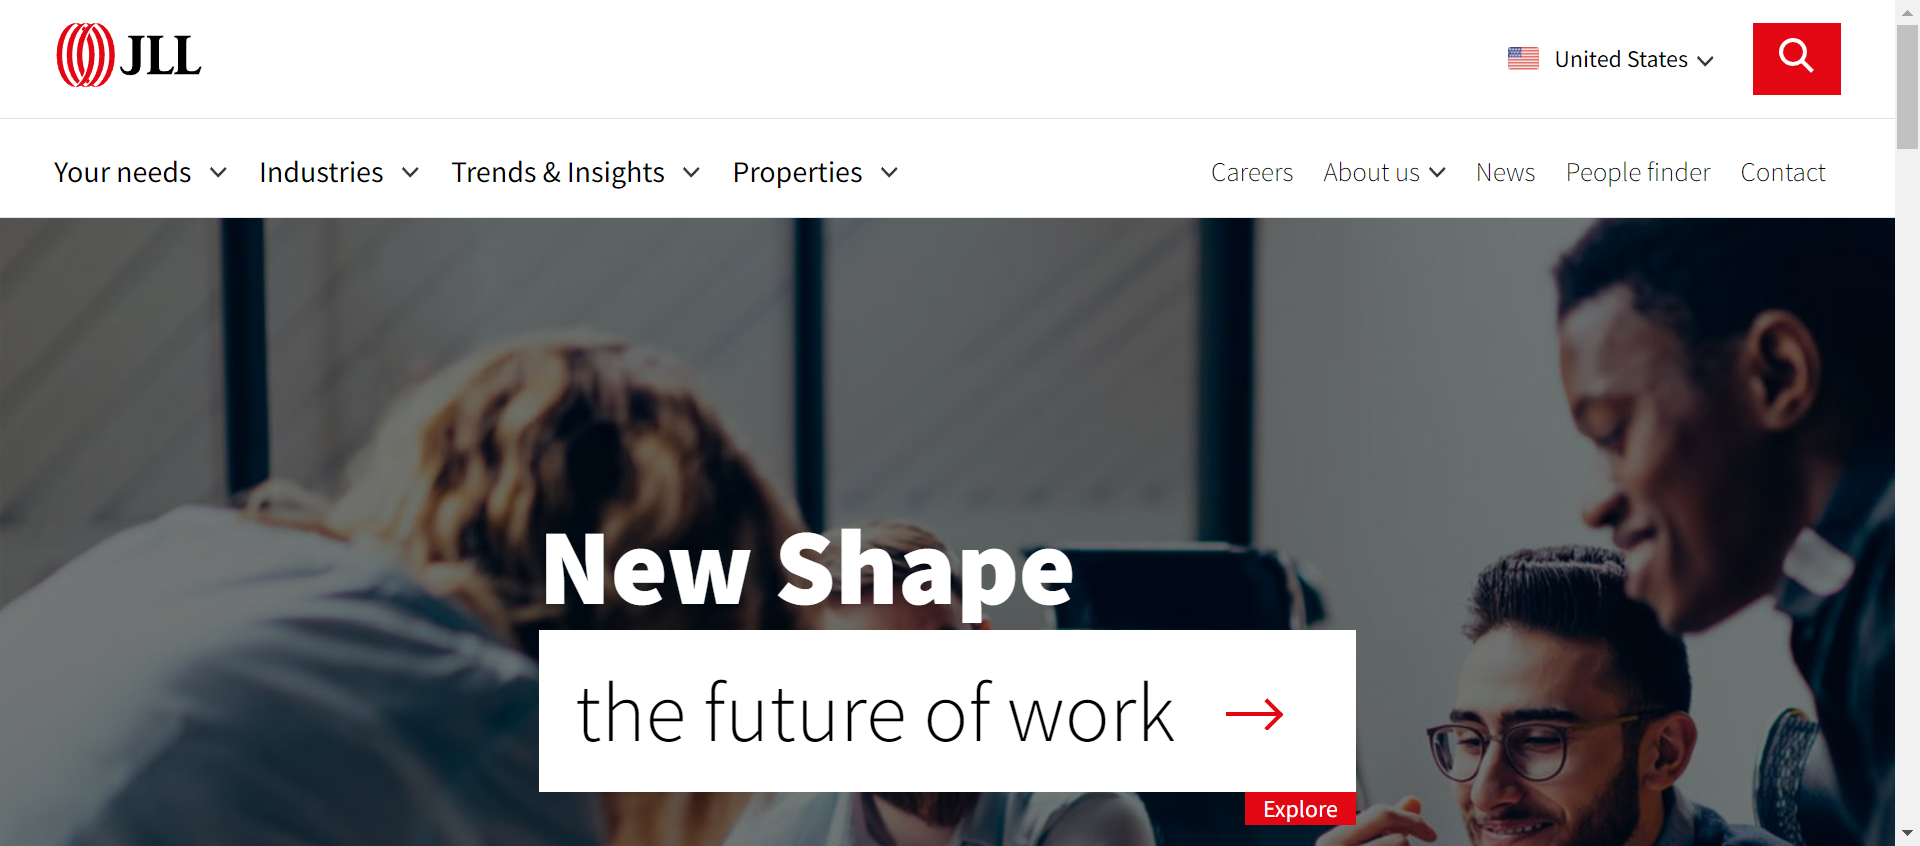 JLL
United States
Your needs
Industries
Trends & Insights
Properties
Careers
About us
News
People finder
Contact
New Shape
the future of work
Explore